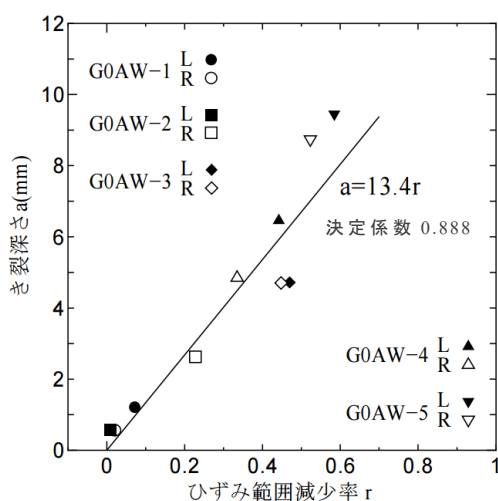 12
10
8
6
4
2
0
き裂深さ a(mm)
G0AW−1 L
R
G0AW−2 L
R
G0AW−3 L
R
a=13.4r
決定係数 0.888
G0AW−4 L
R
G0AW−5 L
R
0 0.2 0.4 0.6 0.8 1
ひずみ範囲減少率 r